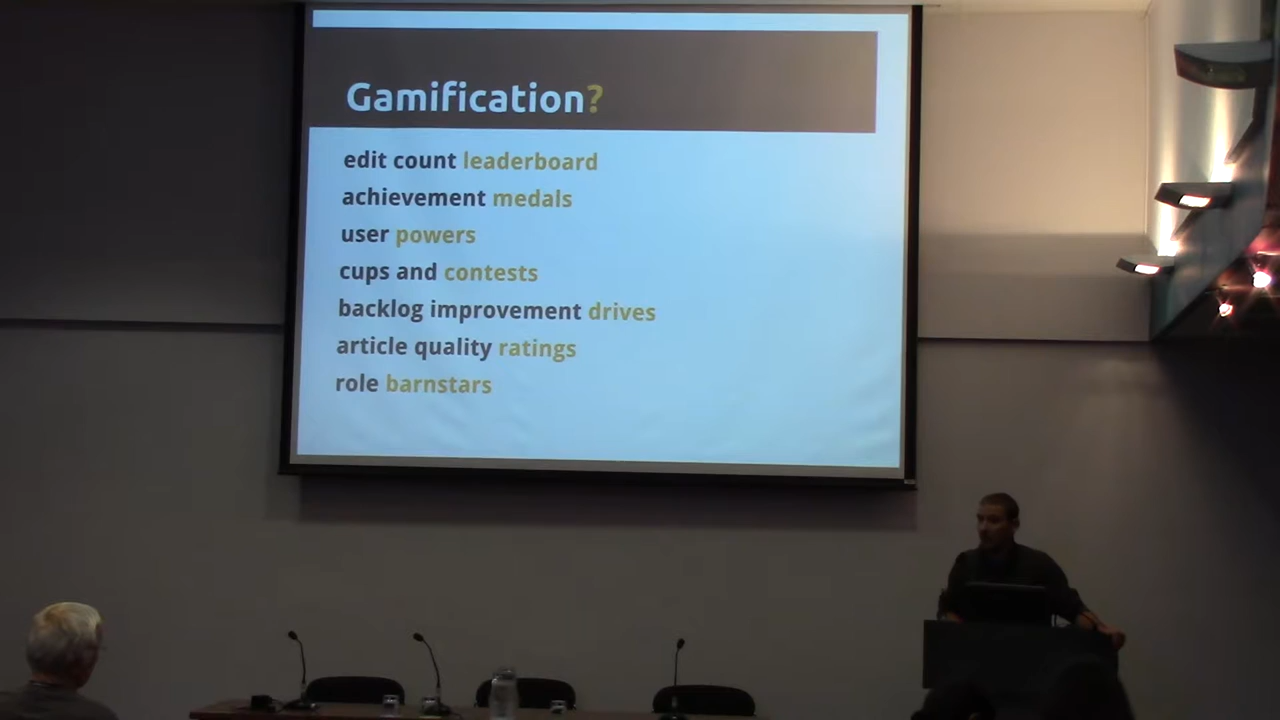 Gamification?
edit count leaderboard
achievement medals
user powers
cups and contests
backlog improvement drives
article quality ratings
role barnstars